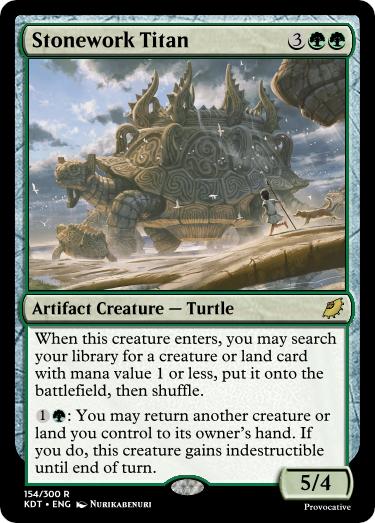 Stonework Titan 3
Artifact Creature — Turtle
When this creature enters, you may search
your library for a creature or land card
with mana value 1 or less, put it onto the
battlefield, then shuffle.
1 : You may return another creature or
land you control to its owner's hand. If
you do, this creature gains indestructible
until end of turn.
5/4
154/300 R
KDT • ENG Nurikabenuri
Provocative